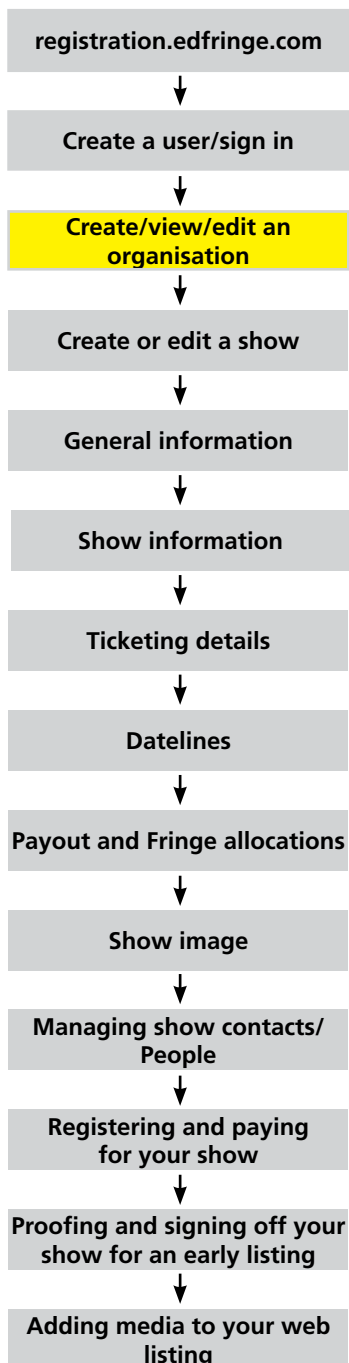 registration.edfringe.com
Create a user/sign in
Create/view/edit an
organisation
Create or edit a show
General information
Show information
Ticketing details
Datelines
Payout and Fringe allocations
Show image
Managing show contacts/
People
Registering and paying
for your show
Proofing and signing off your
show for an early listing
Adding media to your web
listing